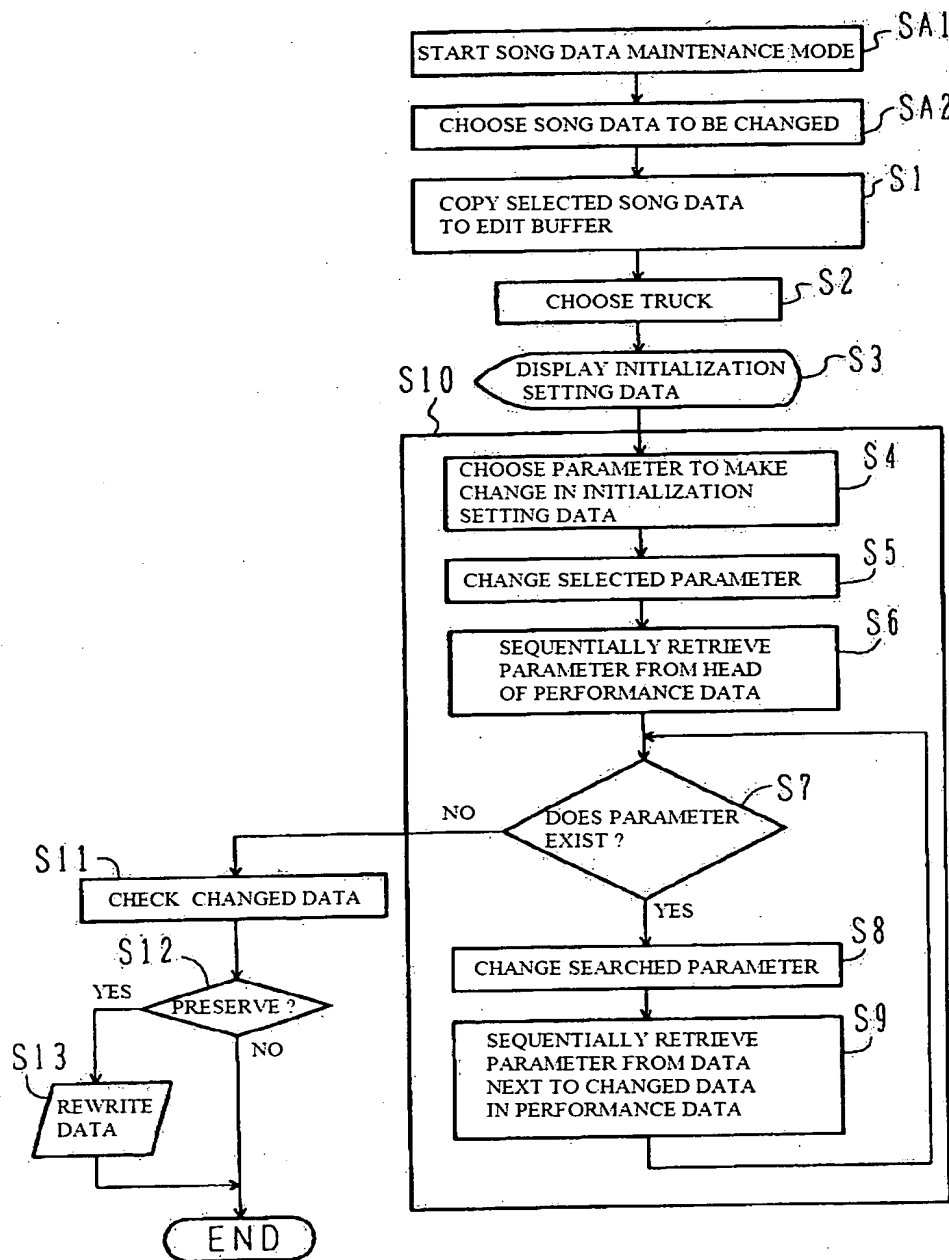 SA1
START SONG DATA MAINTENANCE MODE
SA2
CHOOSE SONG DATA TO BE CHANGED
S1
COPY SELECTED SONG DATA
TO EDIT BUFFER
S2
CHOOSE TRUCK
S3
DISPLAY INITIALIZATION
SETTING DATA
S10
S4
CHOOSE PARAMETER TO MAKE
CHANGE IN INITIALIZATION
SETTING DATA
S5
CHANGE SELECTED PARAMETER
S6
SEQUENTIALLY RETRIEVE
PARAMETER FROM HEAD
OF PERFORMANCE DATA
S7
DOES PARAMETER
EXIST ?
NO
YES
S8
CHANGE SEARCHED PARAMETER
S9
SEQUENTIALLY RETRIEVE
PARAMETER FROM DATA
NEXT TO CHANGED DATA
IN PERFORMANCE DATA
S11
CHECK CHANGED DATA
S12
PRESERVE ?
YES
NO
S13
REWRITE
DATA
END